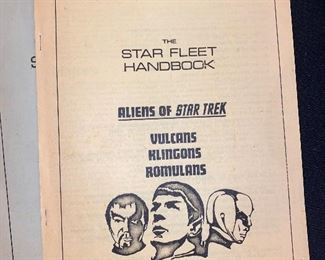 THE
STAR FLEET
HANDBOOK
ALIENS OF STAR TREK
VULCANS
KLINGONS
ROMULANS